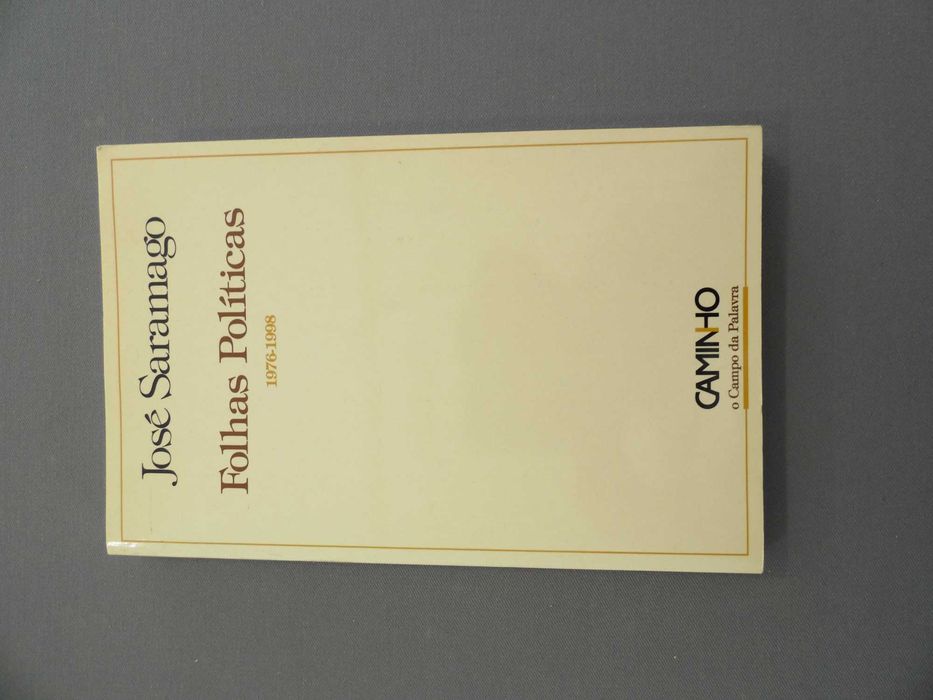 José Saramago
Folhas Políticas
1976-1998
CAMINHO
o Campo da Palavra